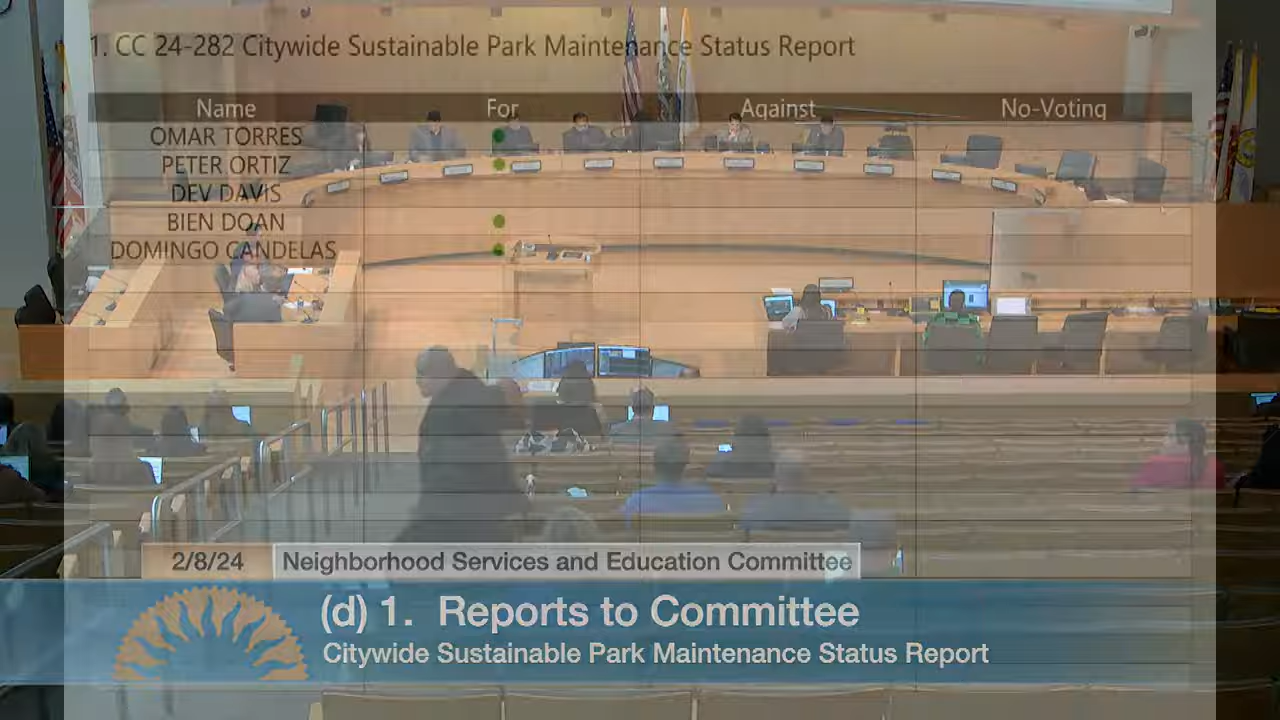 1. CC 24-282 Citywide Sustainable Park Maintenance Status Report
Name For Against No-Voting
OMAR TORRES
PETER ORTIZ
DEV DAVIS
BIEN DOAN
DOMINGO CANDELAS
2/8/24 Neighborhood Services and Education Committee
(d) 1. Reports to Committee
Citywide Sustainable Park Maintenance Status Report